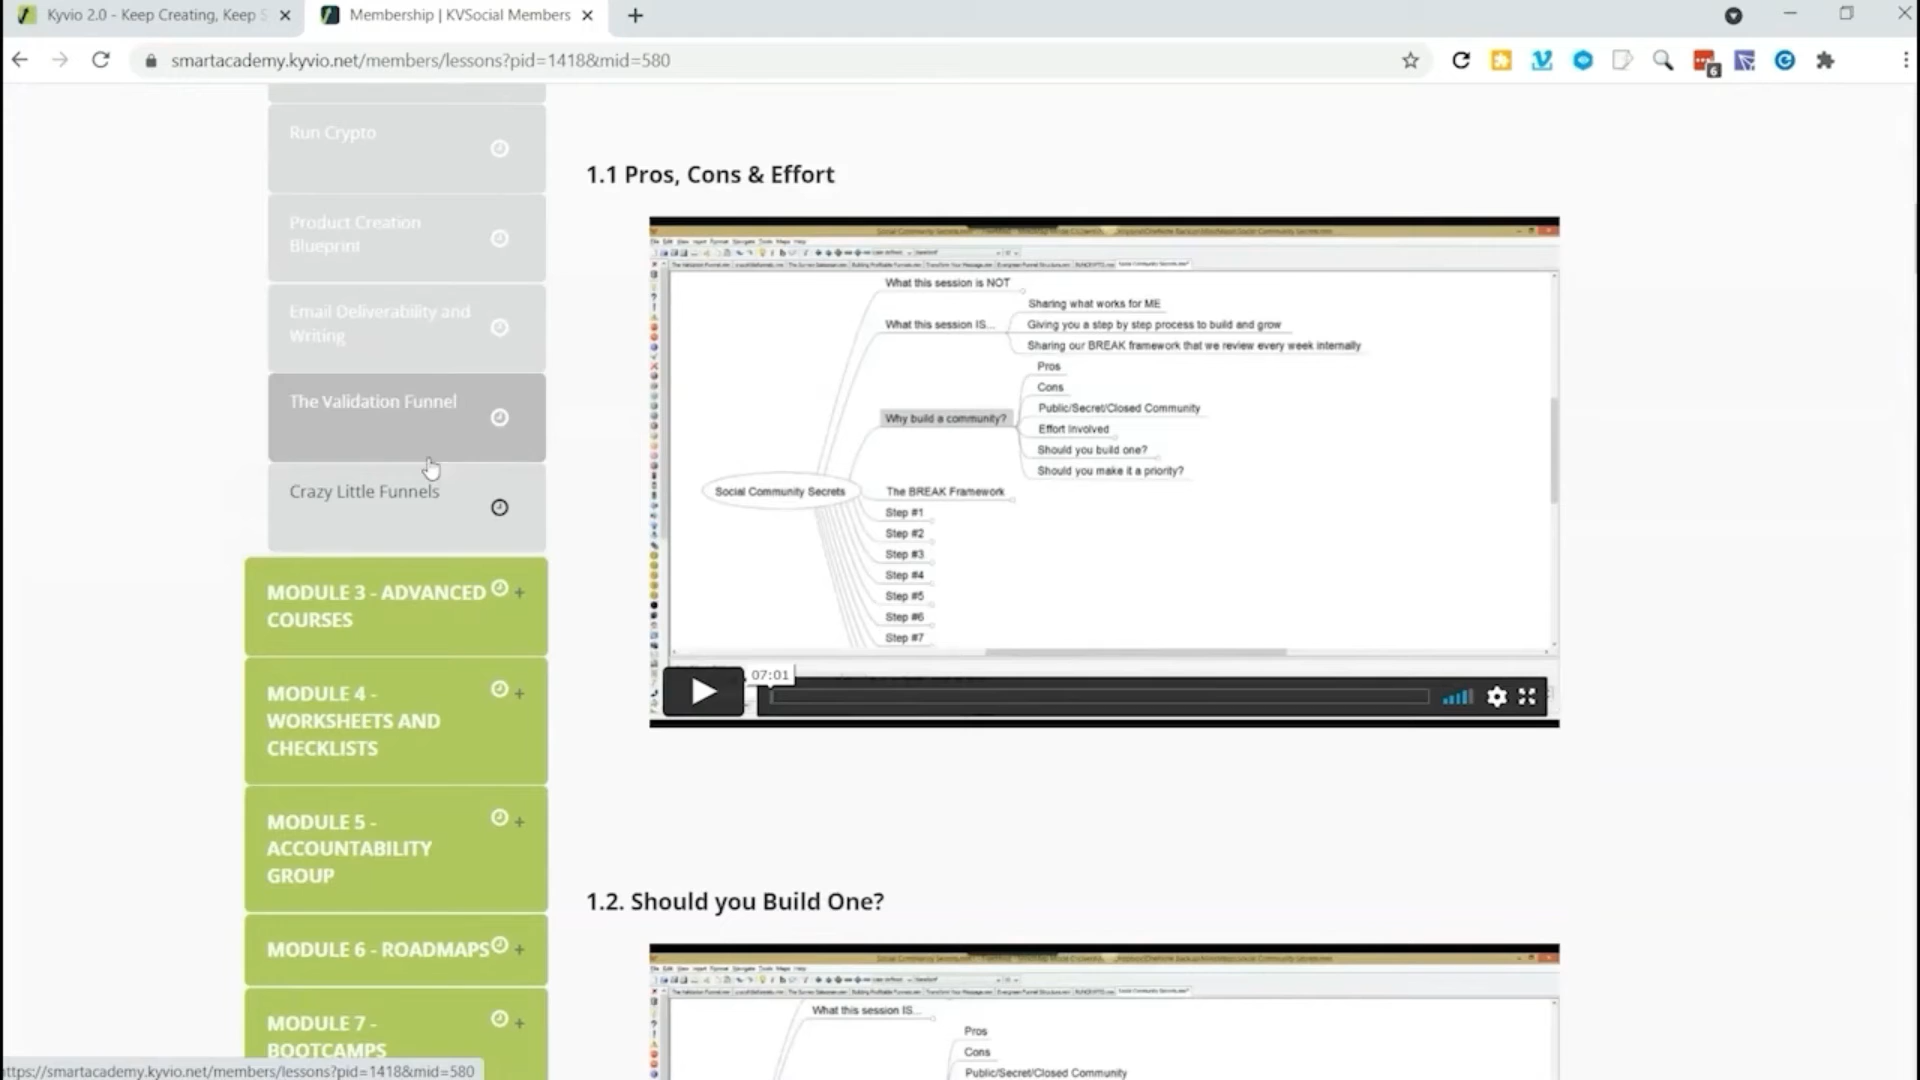 Kyvio 2.0 - Keep Creating, Keep S
Membership | KVSocial Members
smartacademy.kyvio.net/members/lessons?pid=1418&mid=580
6
Run Crypto
Product Creation
Blueprint
Email Deliverability and
Writing
The Validation Funnel
Crazy Little Funnels
MODULE 3 - ADVANCED
COURSES
MODULE 4 -
WORKSHEETS AND
CHECKLISTS
MODULE 5 -
ACCOUNTABILITY
GROUP
MODULE 6 - ROADMAPS
MODULE 7 -
BOOTCAMPS
ttps://smartacademy.kyvio.net/members/lessons?pid=1418&mid=580
1.1 Pros, Cons & Effort
What this session is NOT
What this session IS...
Sharing what works for ME
Giving you a step by step process to build and grow
Sharing our BREAK framework that we review every week internally
Why build a community?
Pros
Cons
Public/Secret/Closed Community
Effort involved
Should you build one?
Should you make it a priority?
Social Community Secrets
The BREAK Framework
Step #1
Step #2
Step #3
Step #4
Step #5
Step #6
Step #7
07:01
1.2. Should you Build One?
What this session IS...
Pros
Cons
Public/Secret/Closed Community